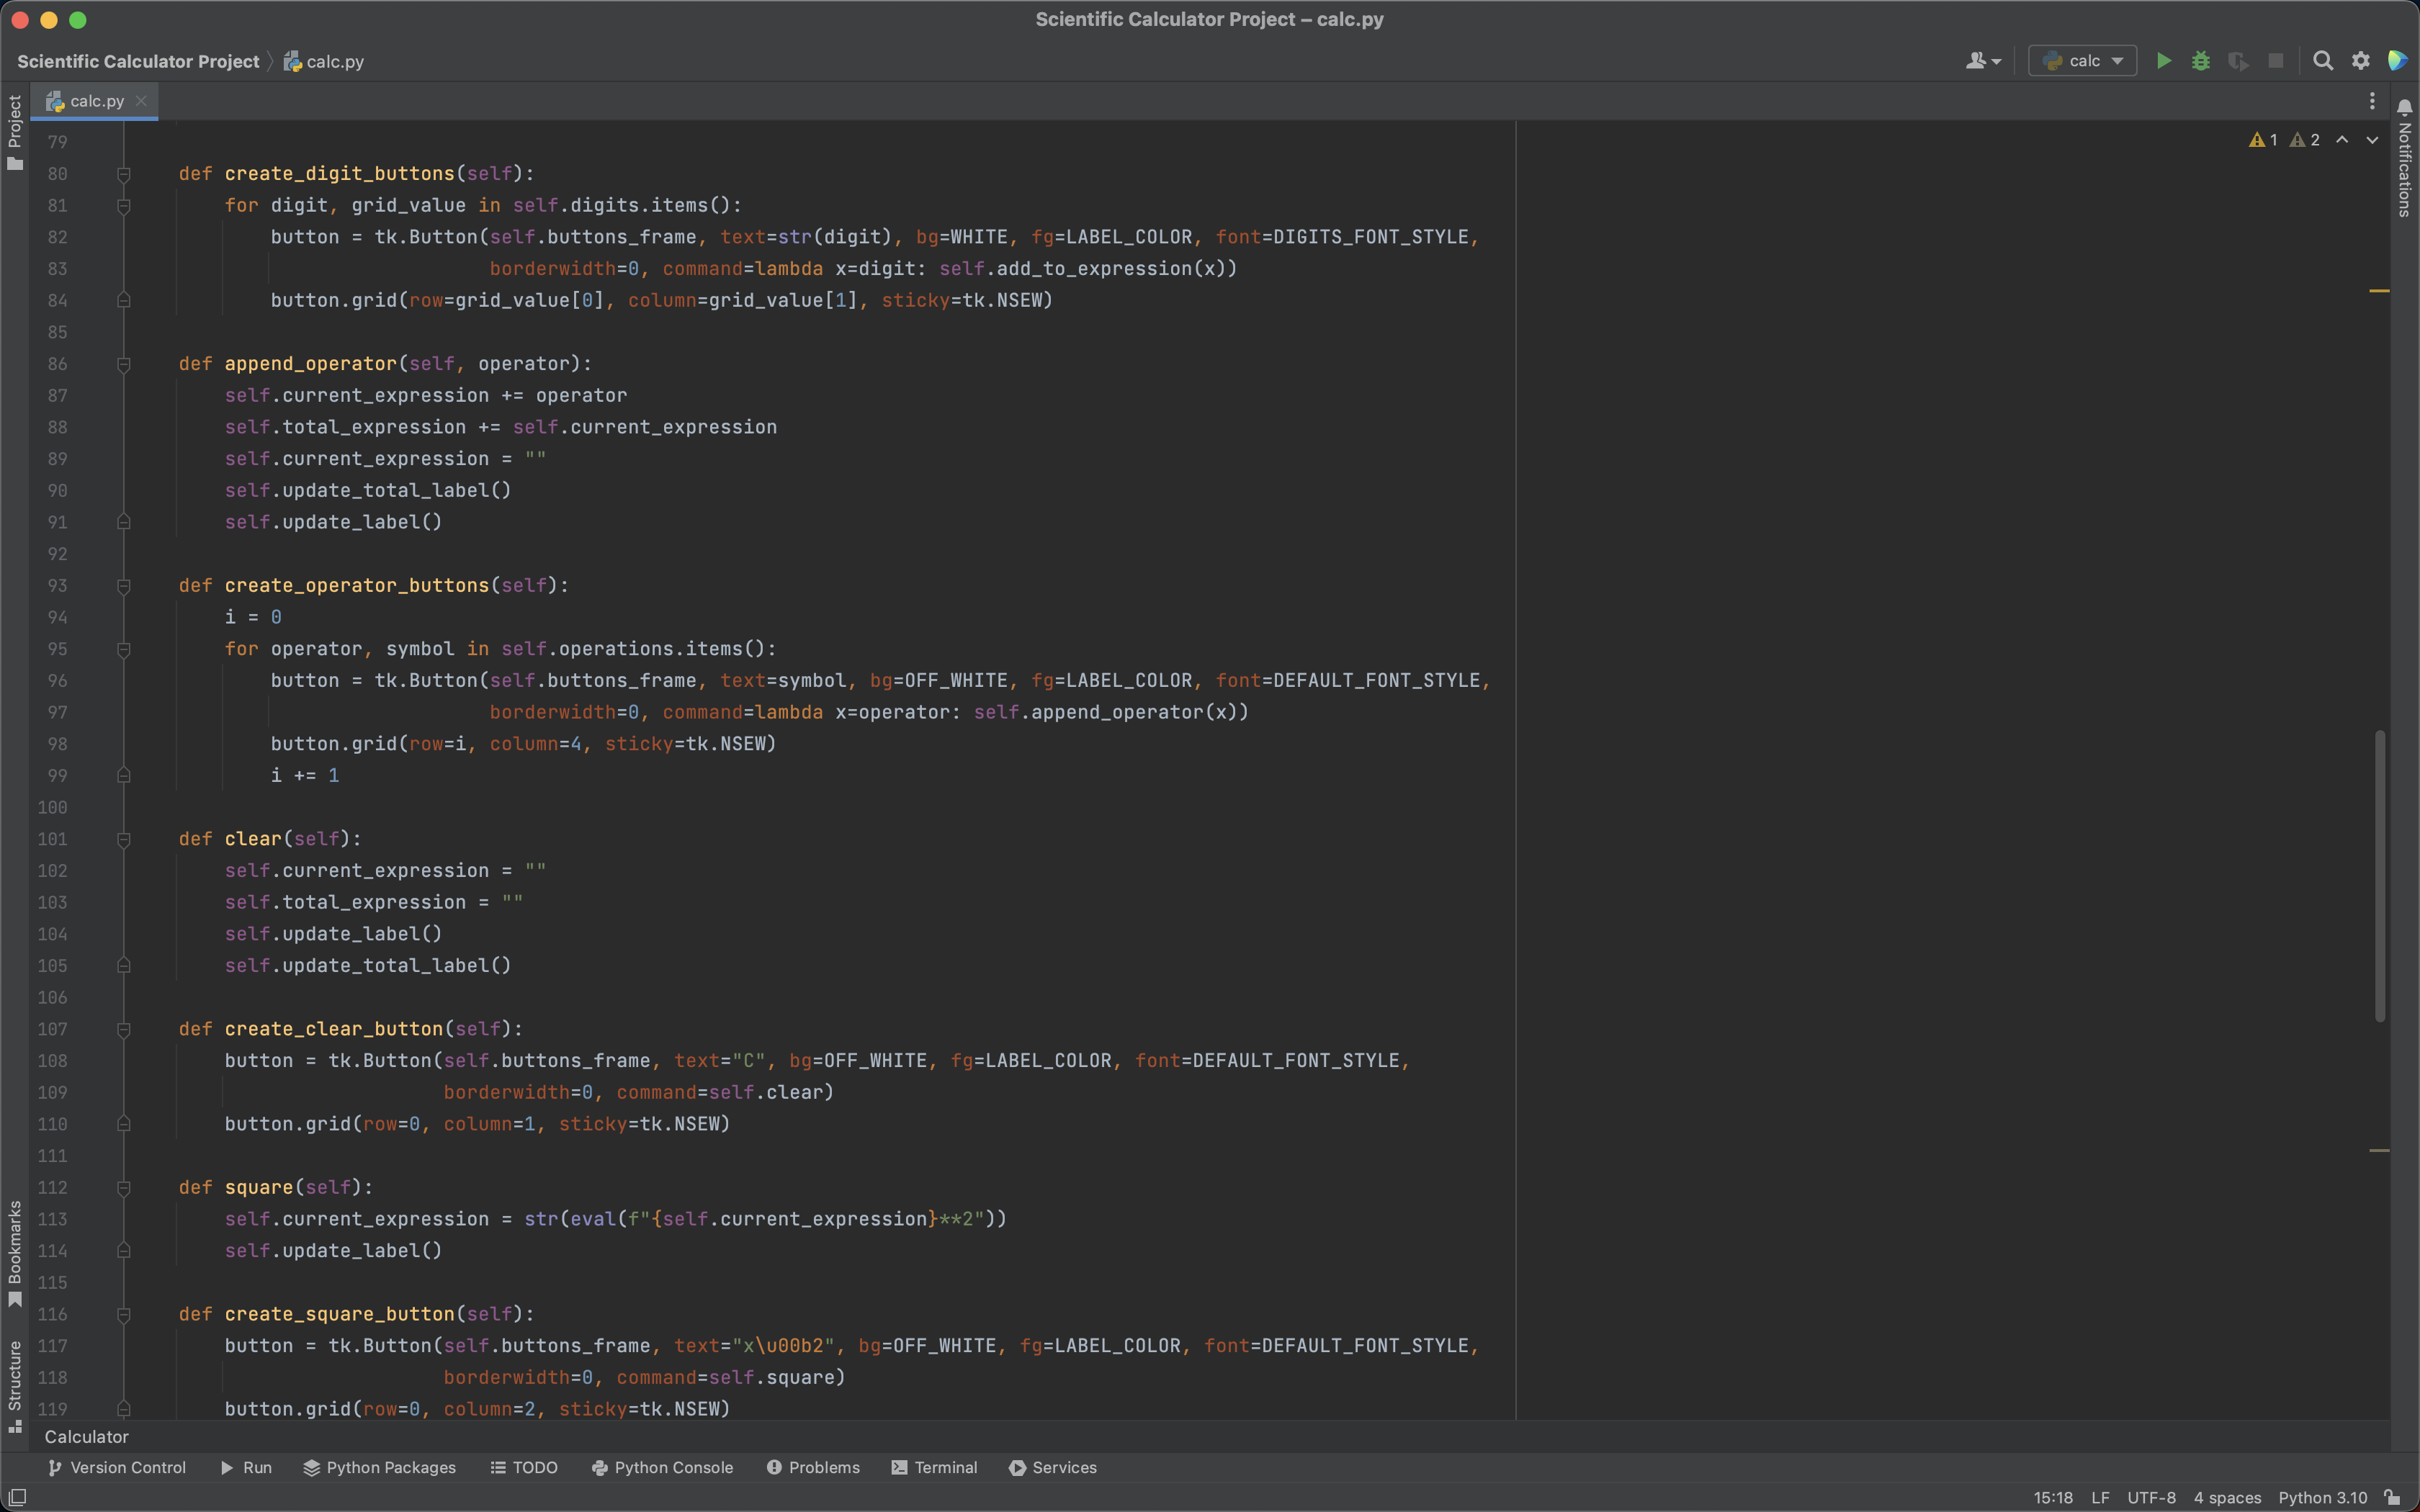 Scientific Calculator Project – calc.py
Scientific Calculator Project
calc.py
calc
Project
calc.py
1
2
Notifications
79
80 def create_digit_buttons(self):
81 for digit, grid_value in self.digits.items():
82 button = tk.Button(self.buttons_frame, text=str(digit), bg=WHITE, fg=LABEL_COLOR, font=DIGITS_FONT_STYLE,
83 borderwidth=0, command=lambda x=digit: self.add_to_expression(x))
84 button.grid(row=grid_value[0], column=grid_value[1], sticky=tk.NSEW)
85
86 def append_operator(self, operator):
87 self.current_expression += operator
88 self.total_expression += self.current_expression
89 self.current_expression = ""
90 self.update_total_label()
91 self.update_label()
92
93 def create_operator_buttons(self):
94 i = 0
95 for operator, symbol in self.operations.items():
96 button = tk.Button(self.buttons_frame, text=symbol, bg=OFF_WHITE, fg=LABEL_COLOR, font=DEFAULT_FONT_STYLE,
97 borderwidth=0, command=lambda x=operator: self.append_operator(x))
98 button.grid(row=i, column=4, sticky=tk.NSEW)
99 i += 1
100
101 def clear(self):
102 self.current_expression = ""
103 self.total_expression = ""
104 self.update_label()
105 self.update_total_label()
106
107 def create_clear_button(self):
108 button = tk.Button(self.buttons_frame, text="C", bg=OFF_WHITE, fg=LABEL_COLOR, font=DEFAULT_FONT_STYLE,
109 borderwidth=0, command=self.clear)
110 button.grid(row=0, column=1, sticky=tk.NSEW)
111
112 def square(self):
113 self.current_expression = str(eval(f"{self.current_expression}**2"))
114 self.update_label()
115
116 def create_square_button(self):
117 button = tk.Button(self.buttons_frame, text="x\u00b2", bg=OFF_WHITE, fg=LABEL_COLOR, font=DEFAULT_FONT_STYLE,
118 borderwidth=0, command=self.square)
119 button.grid(row=0, column=2, sticky=tk.NSEW)
Bookmarks
Structure
Calculator
Version Control Run Python Packages TODO Python Console Problems Terminal Services
15:18 LF UTF-8 4 spaces Python 3.10